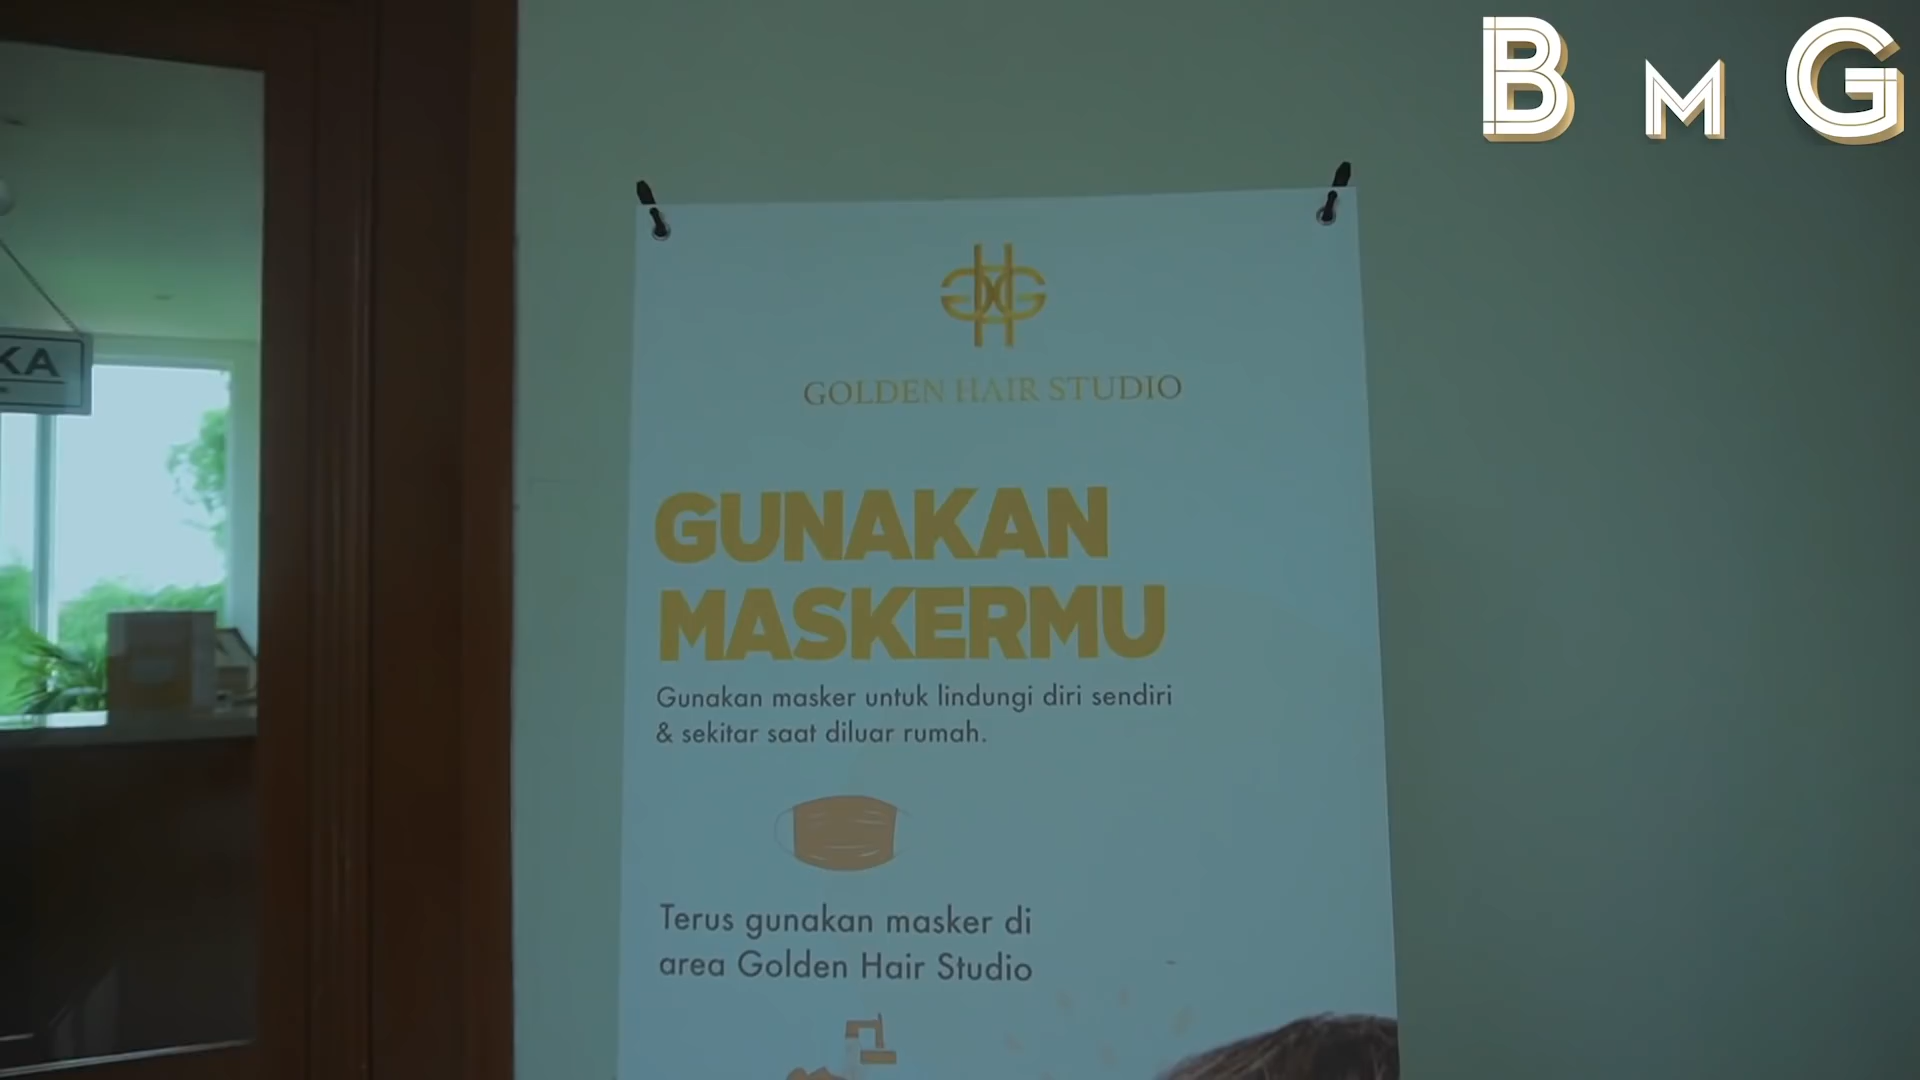 B M G
KA
GOLDEN HAIR STUDIO
GUNAKAN
MASKERMU
Gunakan masker untuk lindungi diri sendiri
& sekitar saat diluar rumah.
Terus gunakan masker di
area Golden Hair Studio